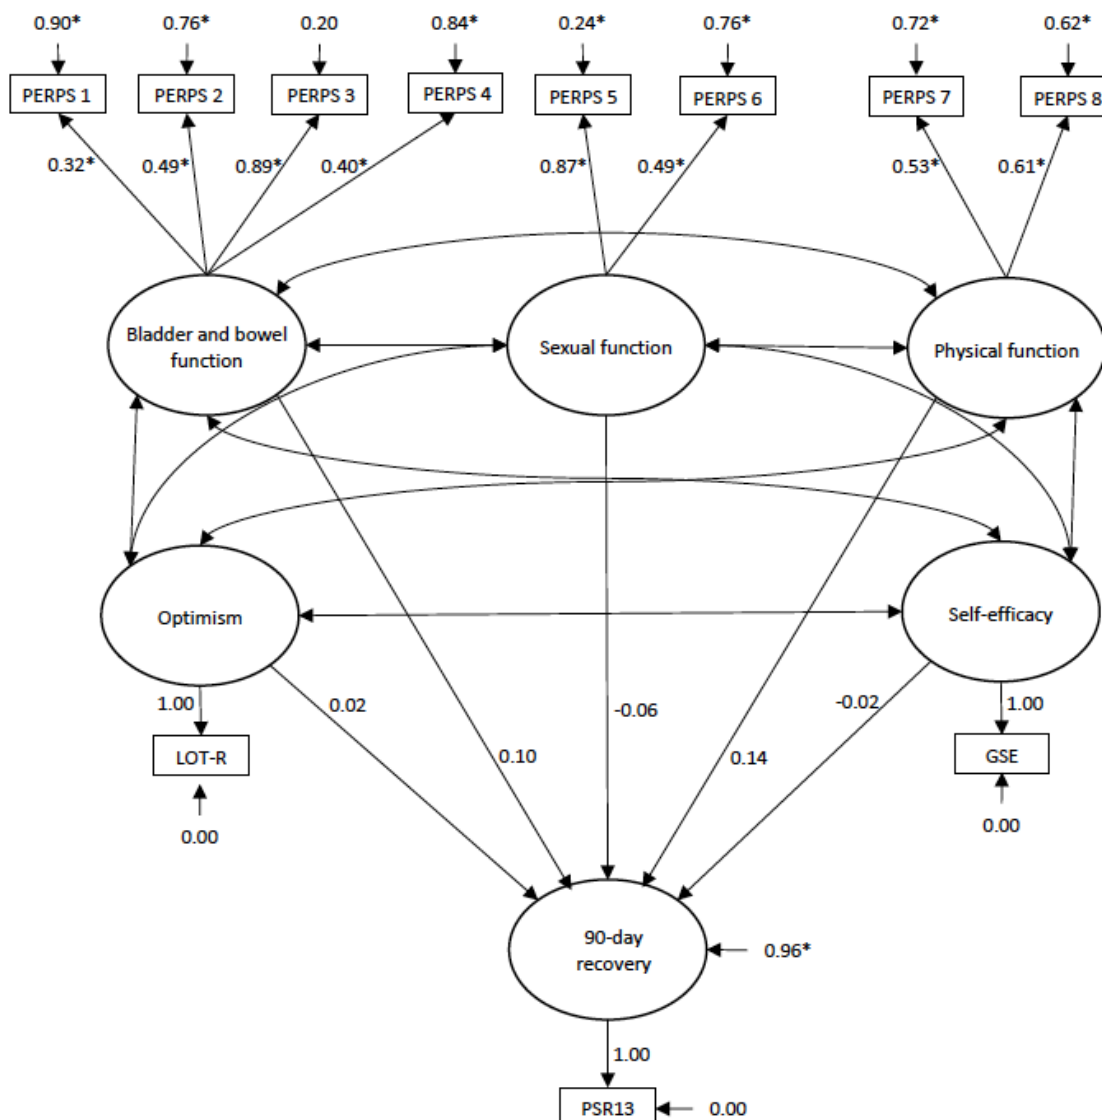 0.90* 0.76* 0.20 0.84* 0.24* 0.76* 0.72* 0.62*
PERPS 1 PERPS 2 PERPS 3 PERPS 4 PERPS 5 PERPS 6 PERPS 7 PERPS 8
0.32* 0.49* 0.89* 0.40* 0.87* 0.49* 0.53* 0.61*
Bladder and bowel
function
Sexual function
Physical function
Optimism
Self-efficacy
1.00 0.02 -0.06 -0.02 1.00
LOT-R 0.10 0.14 GSE
0.00 0.00
90-day
recovery
0.96*
1.00
PSR13 0.00